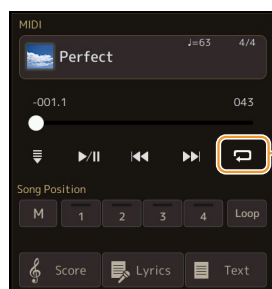 MIDI
♩=63 4/4
Perfect
-001.1 043
Song Position
M 1 2 3 4 Loop
Score Lyrics Text